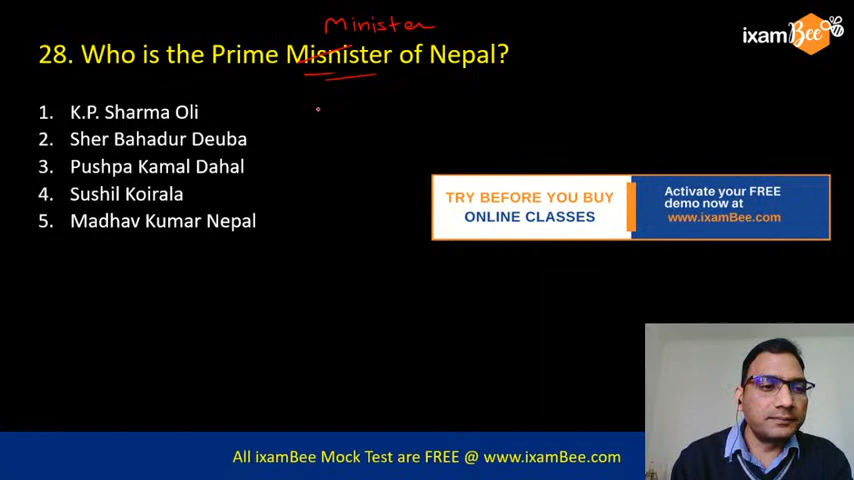 Minister
ixamBee
28. Who is the Prime Misnister of Nepal?
1. K.P. Sharma Oli
2. Sher Bahadur Deuba
3. Pushpa Kamal Dahal
4. Sushil Koirala
5. Madhav Kumar Nepal
TRY BEFORE YOU BUY
ONLINE CLASSES
Activate your FREE
demo now at
www.ixamBee.com
All ixamBee Mock Test are FREE @ www.ixamBee.com